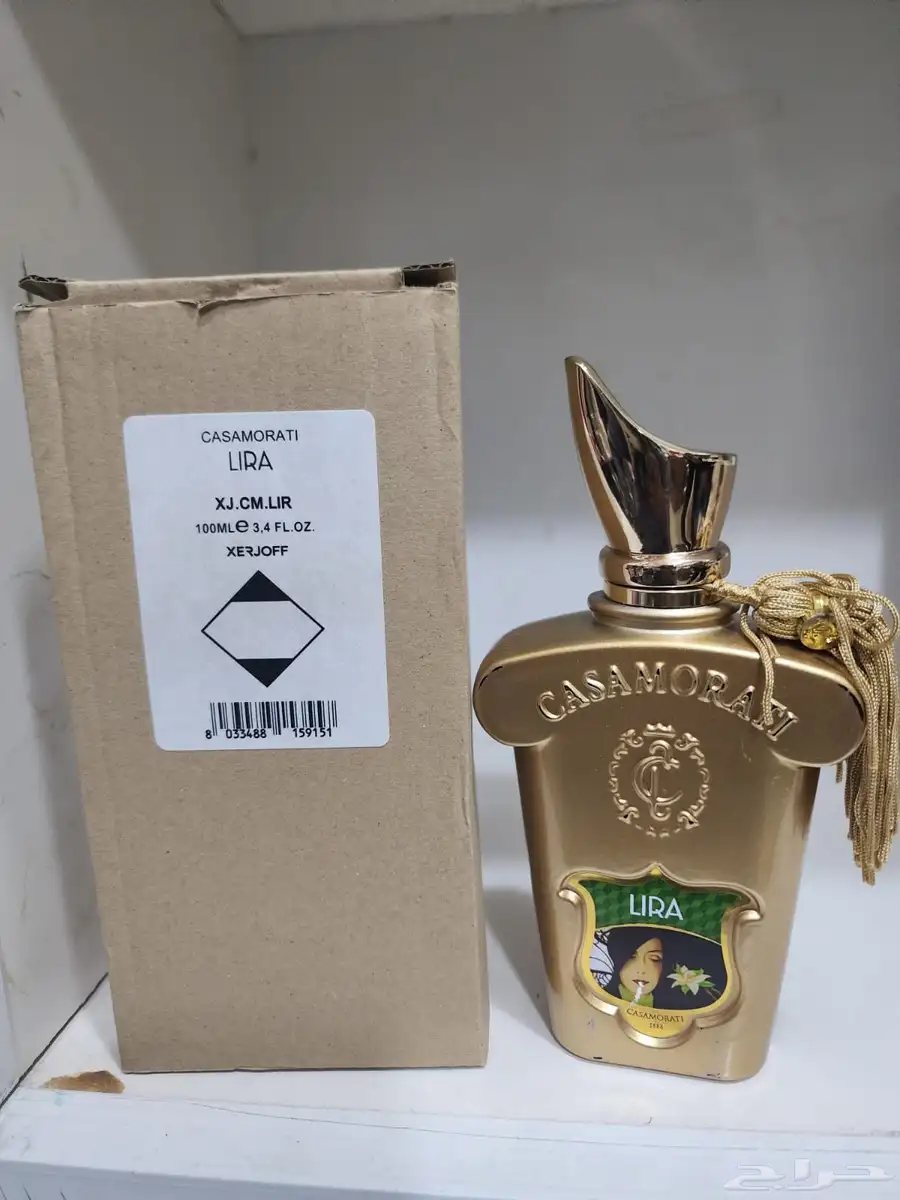 CASAMORATI
LIRA
XJ.CM.LIR
100ML℮ 3,4 FL.OZ.
XERJOFF
8 033488 159151
CASAMORATI
LIRA
CASAMORATI
1888
حراج